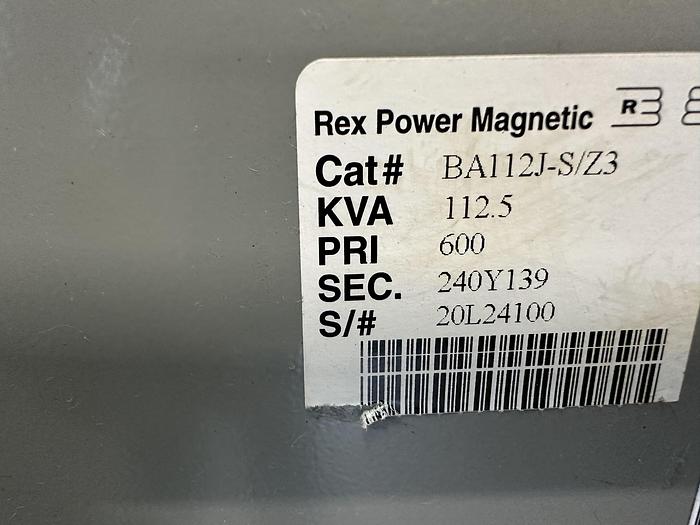 Rex Power Magnetic R
Cat# BA112J-S/Z3
KVA 112.5
PRI 600
SEC. 240Y139
S/# 20L24100